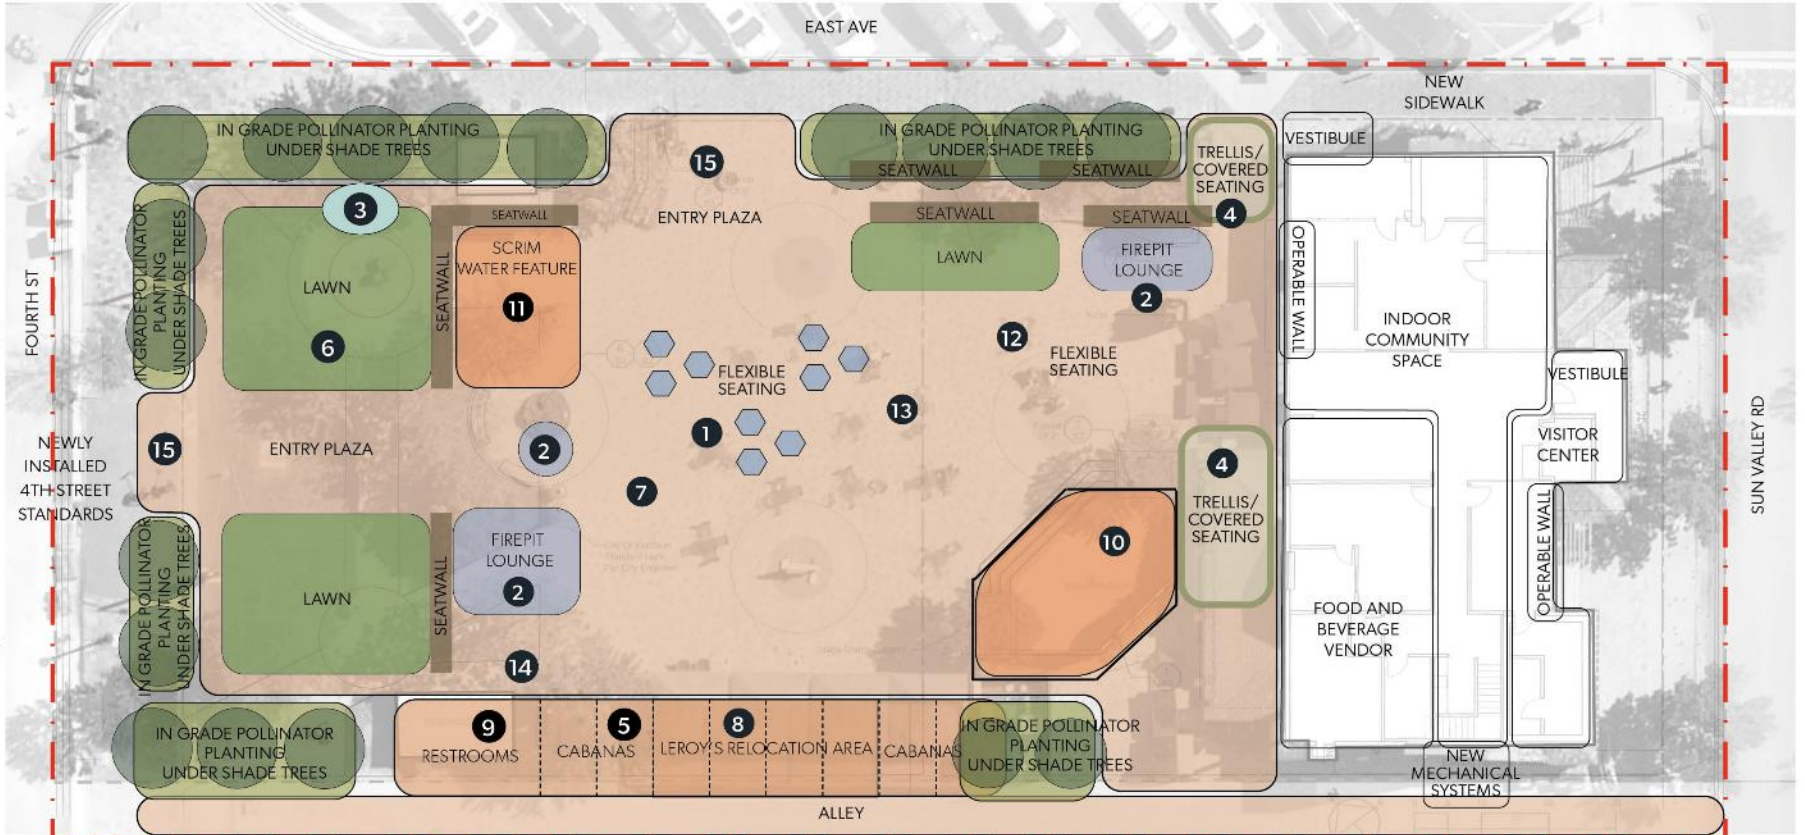 EAST AVE
NEW
SIDEWALK
IN GRADE POLLINATOR PLANTING
UNDER SHADE TREES
15
ENTRY PLAZA
IN GRADE POLLINATOR PLANTING
UNDER SHADE TREES
SEATWALL
SEATWALL
TRELLIS/
COVERED
SEATING
4
VESTIBULE
FOURTH ST
IN GRADE POLLINATOR
PLANTING
UNDER SHADE TREES
3
LAWN
6
SEATWALL
SEATWALL
SCRIM
WATER FEATURE
11
SEATWALL
LAWN
SEATWALL
FIREPIT
LOUNGE
2
OPERABLE WALL
INDOOR
COMMUNITY
SPACE
12
FLEXIBLE
SEATING
FLEXIBLE
SEATING
13
1
7
VESTIBULE
VISITOR
CENTER
SUN VALLEY RD
NEWLY
INSTALLED
4TH STREET
STANDARDS
15
ENTRY PLAZA
2
4
TRELLIS/
COVERED
SEATING
10
OPERABLE WALL
IN GRADE POLLINATOR
PLANTING
UNDER SHADE TREES
LAWN
SEATWALL
FIREPIT
LOUNGE
2
14
FOOD AND
BEVERAGE
VENDOR
IN GRADE POLLINATOR
PLANTING
UNDER SHADE TREES
9
RESTROOMS
5
CABANAS
8
LEROY'S RELOCATION AREA
CABANAS
IN GRADE POLLINATOR
PLANTING
UNDER SHADE TREES
NEW
MECHANICAL
SYSTEMS
ALLEY